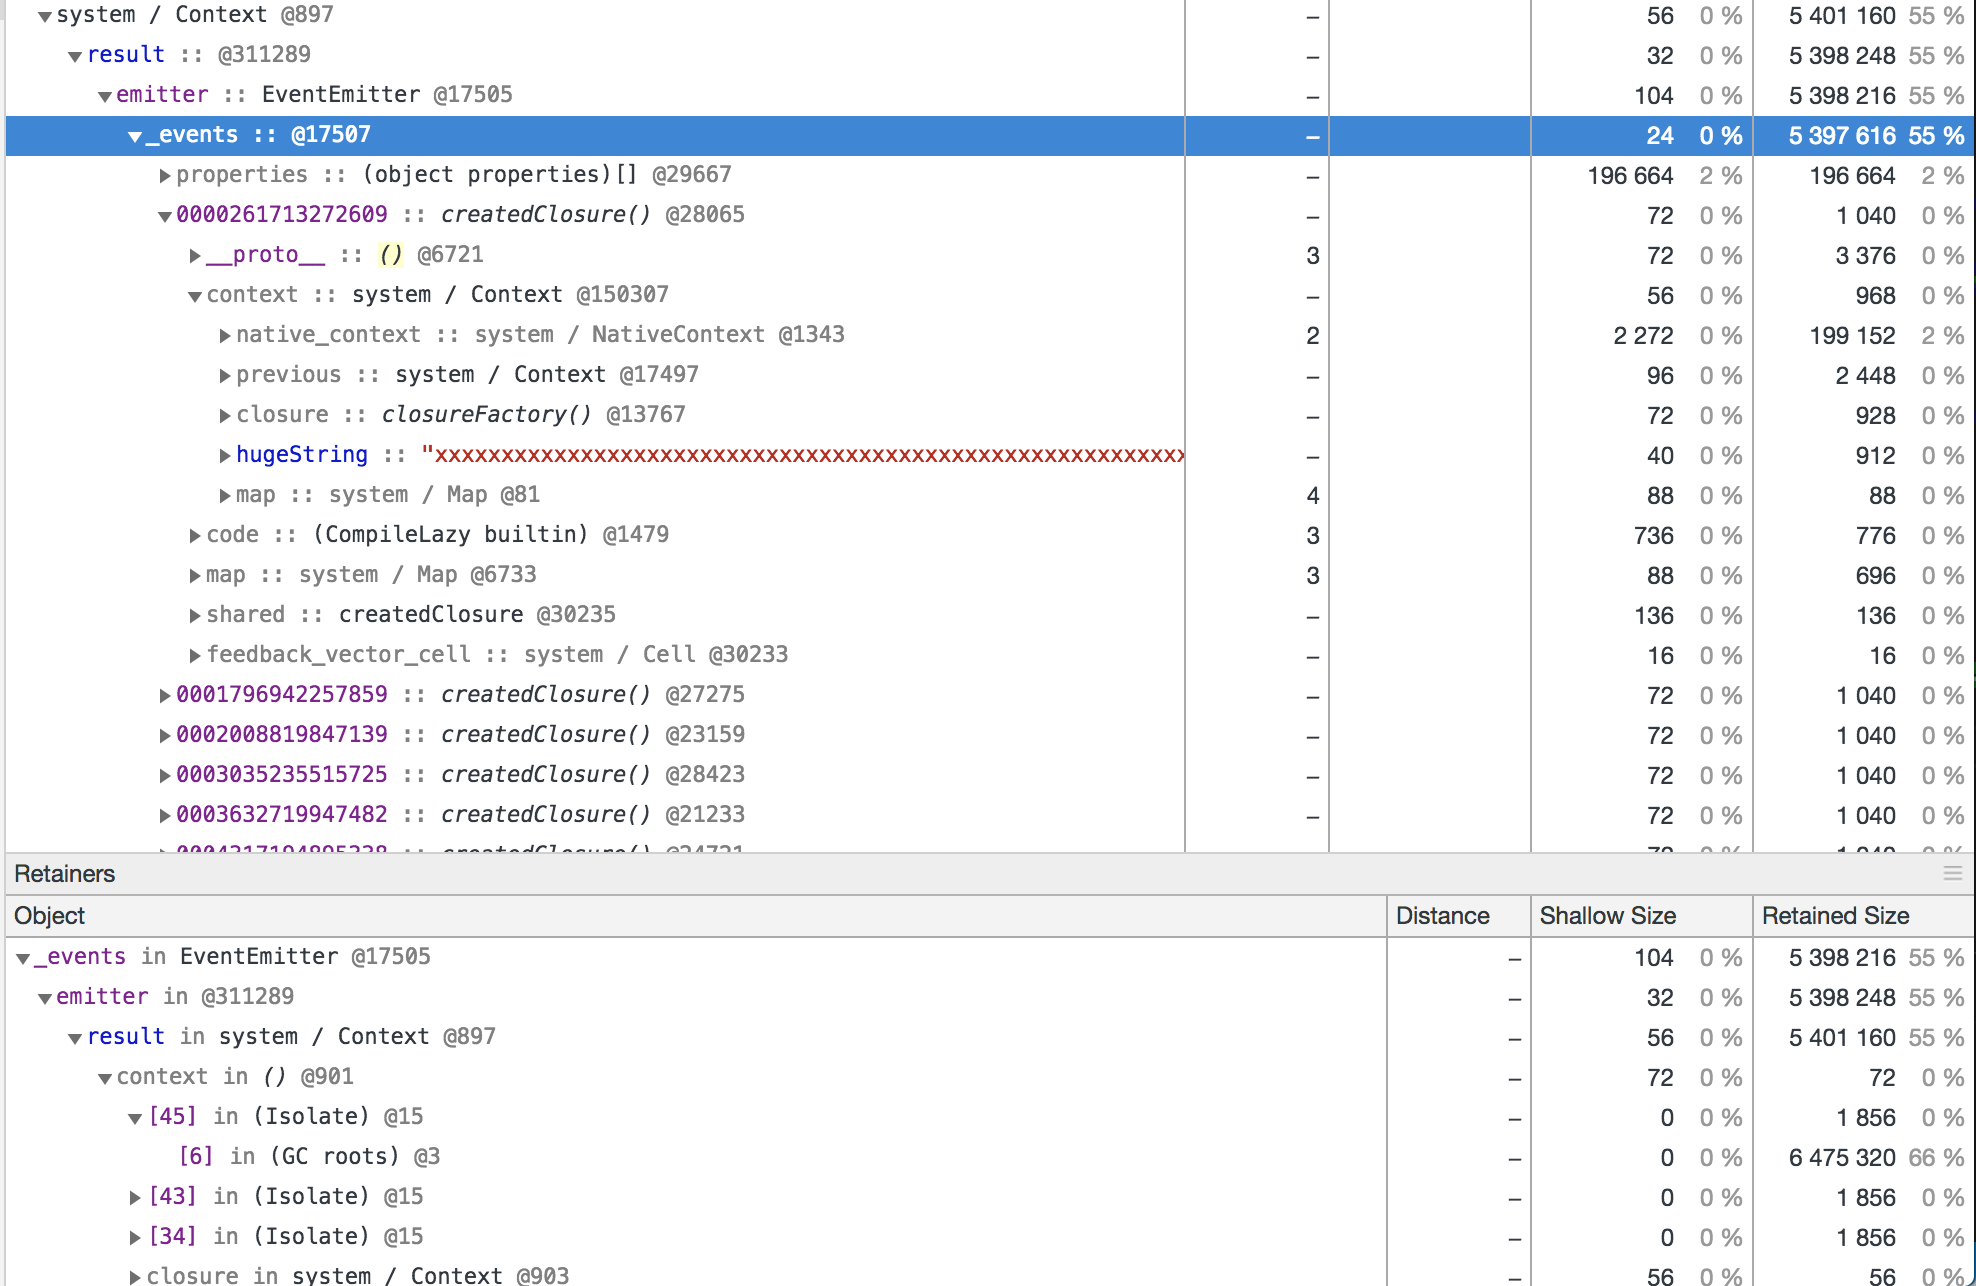 ▼system / Context @897 – 56 0 % 5 401 160 55 %
▼result :: @311289 – 32 0 % 5 398 248 55 %
▼emitter :: EventEmitter @17505 – 104 0 % 5 398 216 55 %
▼_events :: @17507 – 24 0 % 5 397 616 55 %
▶properties :: (object properties)[] @29667 – 196 664 2 % 196 664 2 %
▼0000261713272609 :: createdClosure() @28065 – 72 0 % 1 040 0 %
▶__proto__ :: () @6721 3 72 0 % 3 376 0 %
▼context :: system / Context @150307 – 56 0 % 968 0 %
▶native_context :: system / NativeContext @1343 2 2 272 0 % 199 152 2 %
▶previous :: system / Context @17497 – 96 0 % 2 448 0 %
▶closure :: closureFactory() @13767 – 72 0 % 928 0 %
▶hugeString :: "xxxxxxxxxxxxxxxxxxxxxxxxxxxxxxxxxxxxxxxxxxxxxxxxxxxxxxxxx – 40 0 % 912 0 %
▶map :: system / Map @81 4 88 0 % 88 0 %
▶code :: (CompileLazy builtin) @1479 3 736 0 % 776 0 %
▶map :: system / Map @6733 3 88 0 % 696 0 %
▶shared :: createdClosure @30235 – 136 0 % 136 0 %
▶feedback_vector_cell :: system / Cell @30233 – 16 0 % 16 0 %
▶0001796942257859 :: createdClosure() @27275 – 72 0 % 1 040 0 %
▶0002008819847139 :: createdClosure() @23159 – 72 0 % 1 040 0 %
▶0003035235515725 :: createdClosure() @28423 – 72 0 % 1 040 0 %
▶0003632719947482 :: createdClosure() @21233 – 72 0 % 1 040 0 %
Retainers
Object Distance Shallow Size Retained Size
▼_events in EventEmitter @17505 – 104 0 % 5 398 216 55 %
▼emitter in @311289 – 32 0 % 5 398 248 55 %
▼result in system / Context @897 – 56 0 % 5 401 160 55 %
▼context in () @901 – 72 0 % 72 0 %
▼[45] in (Isolate) @15 – 0 0 % 1 856 0 %
[6] in (GC roots) @3 – 0 0 % 6 475 320 66 %
▶[43] in (Isolate) @15 – 0 0 % 1 856 0 %
▶[34] in (Isolate) @15 – 0 0 % 1 856 0 %
▶closure in system / Context @903 – 56 0 % 56 0 %